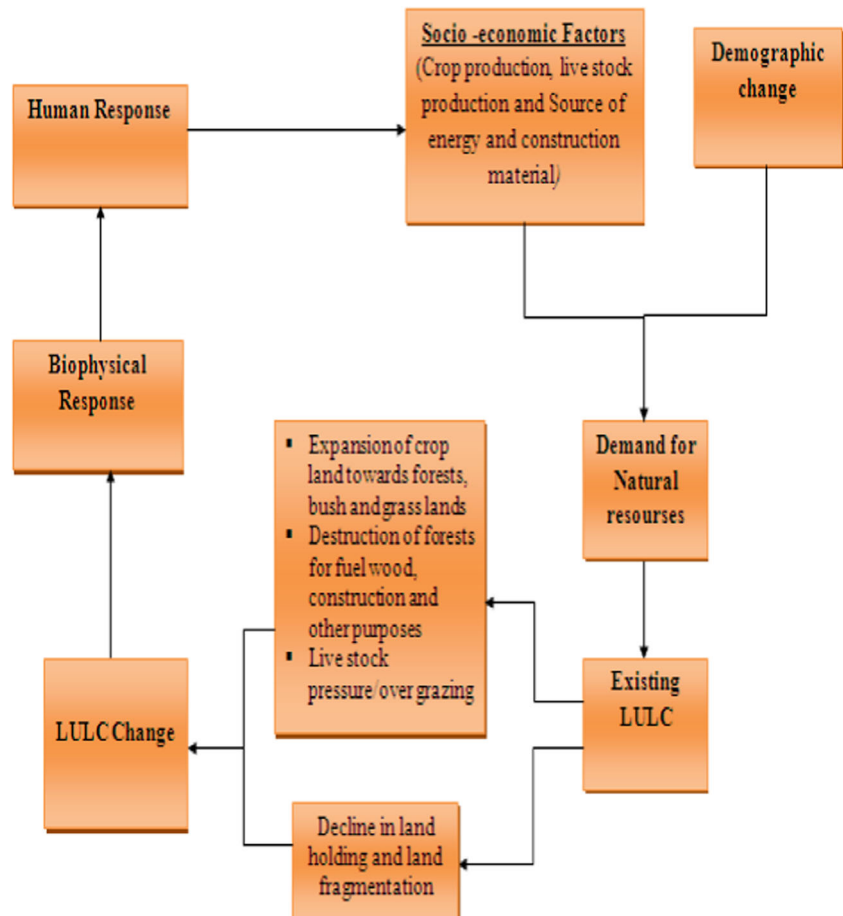 Socio -economic Factors
(Crop production, live stock
production and Source of
energy and construction
material)
Demographic
change
Human Response
Biophysical
Response
▪ Expansion of crop
land towards forests,
bush and grass lands
▪ Destruction of forests
for fuel wood,
construction and
other purposes
▪ Live stock
pressure/over grazing
Demand for
Natural
resourses
LULC Change
Existing
LULC
Decline in land
holding and land
fragmentation